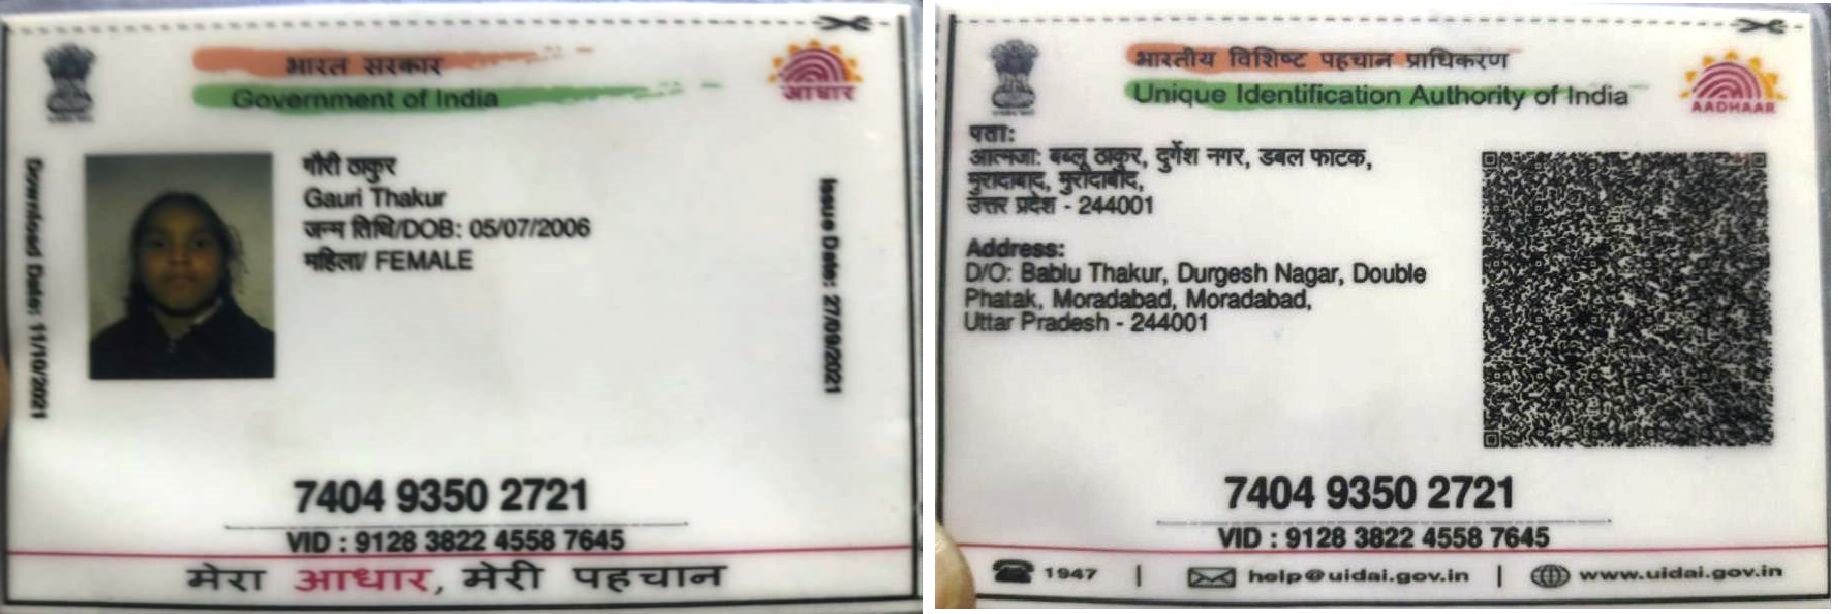 भारत सरकार
Government of India
आधार
Download Date: 11/10/2021
गौरी ठाकुर
Gauri Thakur
जन्म तिथि/DOB: 05/07/2006
महिला/ FEMALE
Issue Date: 27/09/2021
7404 9350 2721
VID : 9128 3822 4558 7645
मेरा आधार, मेरी पहचान
भारतीय विशिष्ट पहचान प्राधिकरण
Unique Identification Authority of India
AADHAAR
पता:
आत्मजा: बब्लू ठाकुर, दुर्गेश नगर, डबल फाटक,
मुरादाबाद, मुरादाबाद,
उत्तर प्रदेश - 244001
Address:
D/O: Bablu Thakur, Durgesh Nagar, Double
Phatak, Moradabad, Moradabad,
Uttar Pradesh - 244001
7404 9350 2721
VID : 9128 3822 4558 7645
1947 | help@uidai.gov.in | www.uidai.gov.in